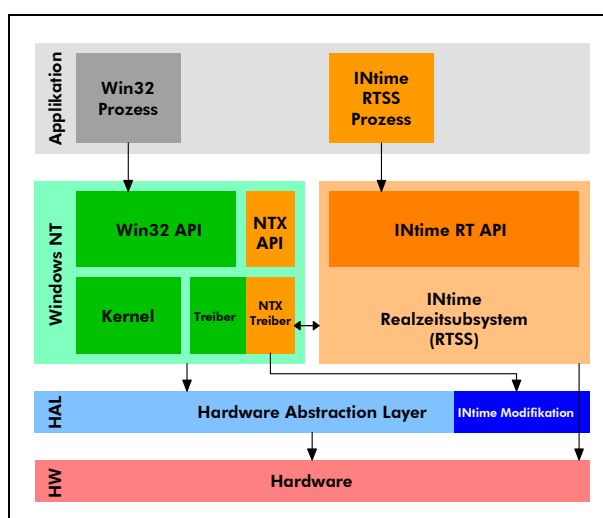 Applikation
Win32
Prozess
INtime
RTSS
Prozess
Windows NT
Win32 API
NTX
API
INtime RT API
Kernel
Treiber
NTX
Treiber
INtime
Realzeitsubsystem
(RTSS)
HAL
Hardware Abstraction Layer
INtime Modifikation
HW
Hardware